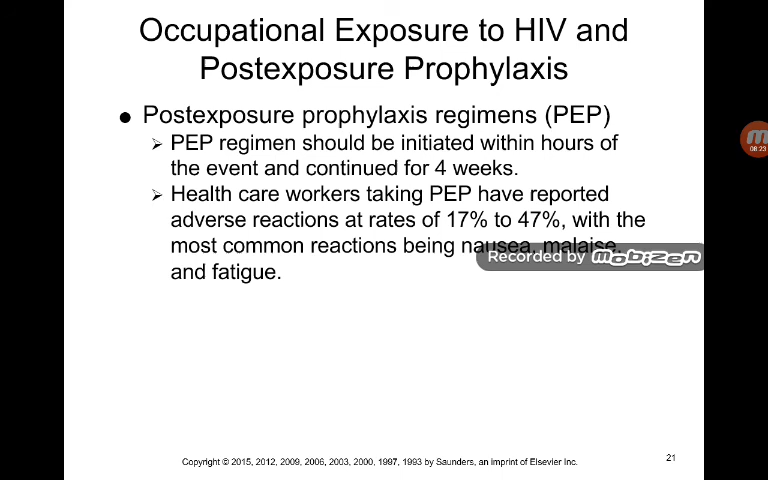 Occupational Exposure to HIV and
Postexposure Prophylaxis
● Postexposure prophylaxis regimens (PEP)
➢ PEP regimen should be initiated within hours of
the event and continued for 4 weeks.
➢ Health care workers taking PEP have reported
adverse reactions at rates of 17% to 47%, with the
most common reactions being nausea, malaise,
and fatigue.
Recorded by mobizen
m
08:23
21
Copyright © 2015, 2012, 2009, 2006, 2003, 2000, 1997, 1993 by Saunders, an imprint of Elsevier Inc.